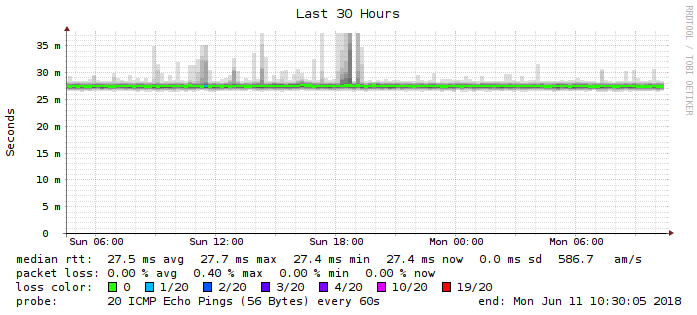 Last 30 Hours
RRDTOOL / TOBI OETIKER
Seconds
35 m
30 m
25 m
20 m
15 m
10 m
5 m
0
Sun 06:00 Sun 12:00 Sun 18:00 Mon 00:00 Mon 06:00
median rtt: 27.5 ms avg 27.7 ms max 27.4 ms min 27.4 ms now 0.0 ms sd 586.7 am/s
packet loss: 0.00 % avg 0.40 % max 0.00 % min 0.00 % now
loss color: 0 1/20 2/20 3/20 4/20 10/20 19/20
probe: 20 ICMP Echo Pings (56 Bytes) every 60s end: Mon Jun 11 10:30:05 2018